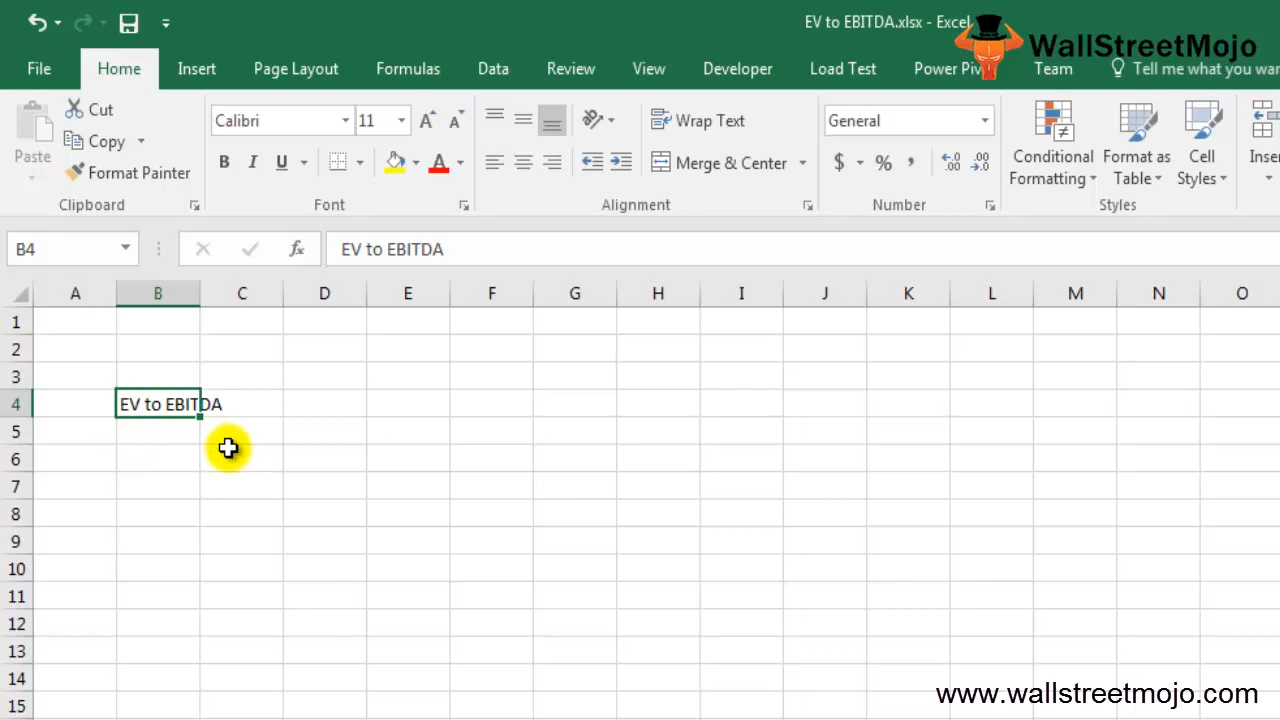 EV to EBITDA.xlsx - Excel
WallStreetMojo
File Home Insert Page Layout Formulas Data Review View Developer Load Test Power Team Tell me what you
Cut
Copy
Format Painter
Paste
Clipboard
Calibri 11
B I U A
Font
Wrap Text
Merge & Center
Alignment
General
$ % ,
Number
Conditional Formatting
Format as Table
Cell Styles
Styles
B4 fx EV to EBITDA
A B C D E F G H I J K L M N O
1
2
3
4 EV to EBITDA
5
6
7
8
9
10
11
12
13
14
15
www.wallstreetmojo.com